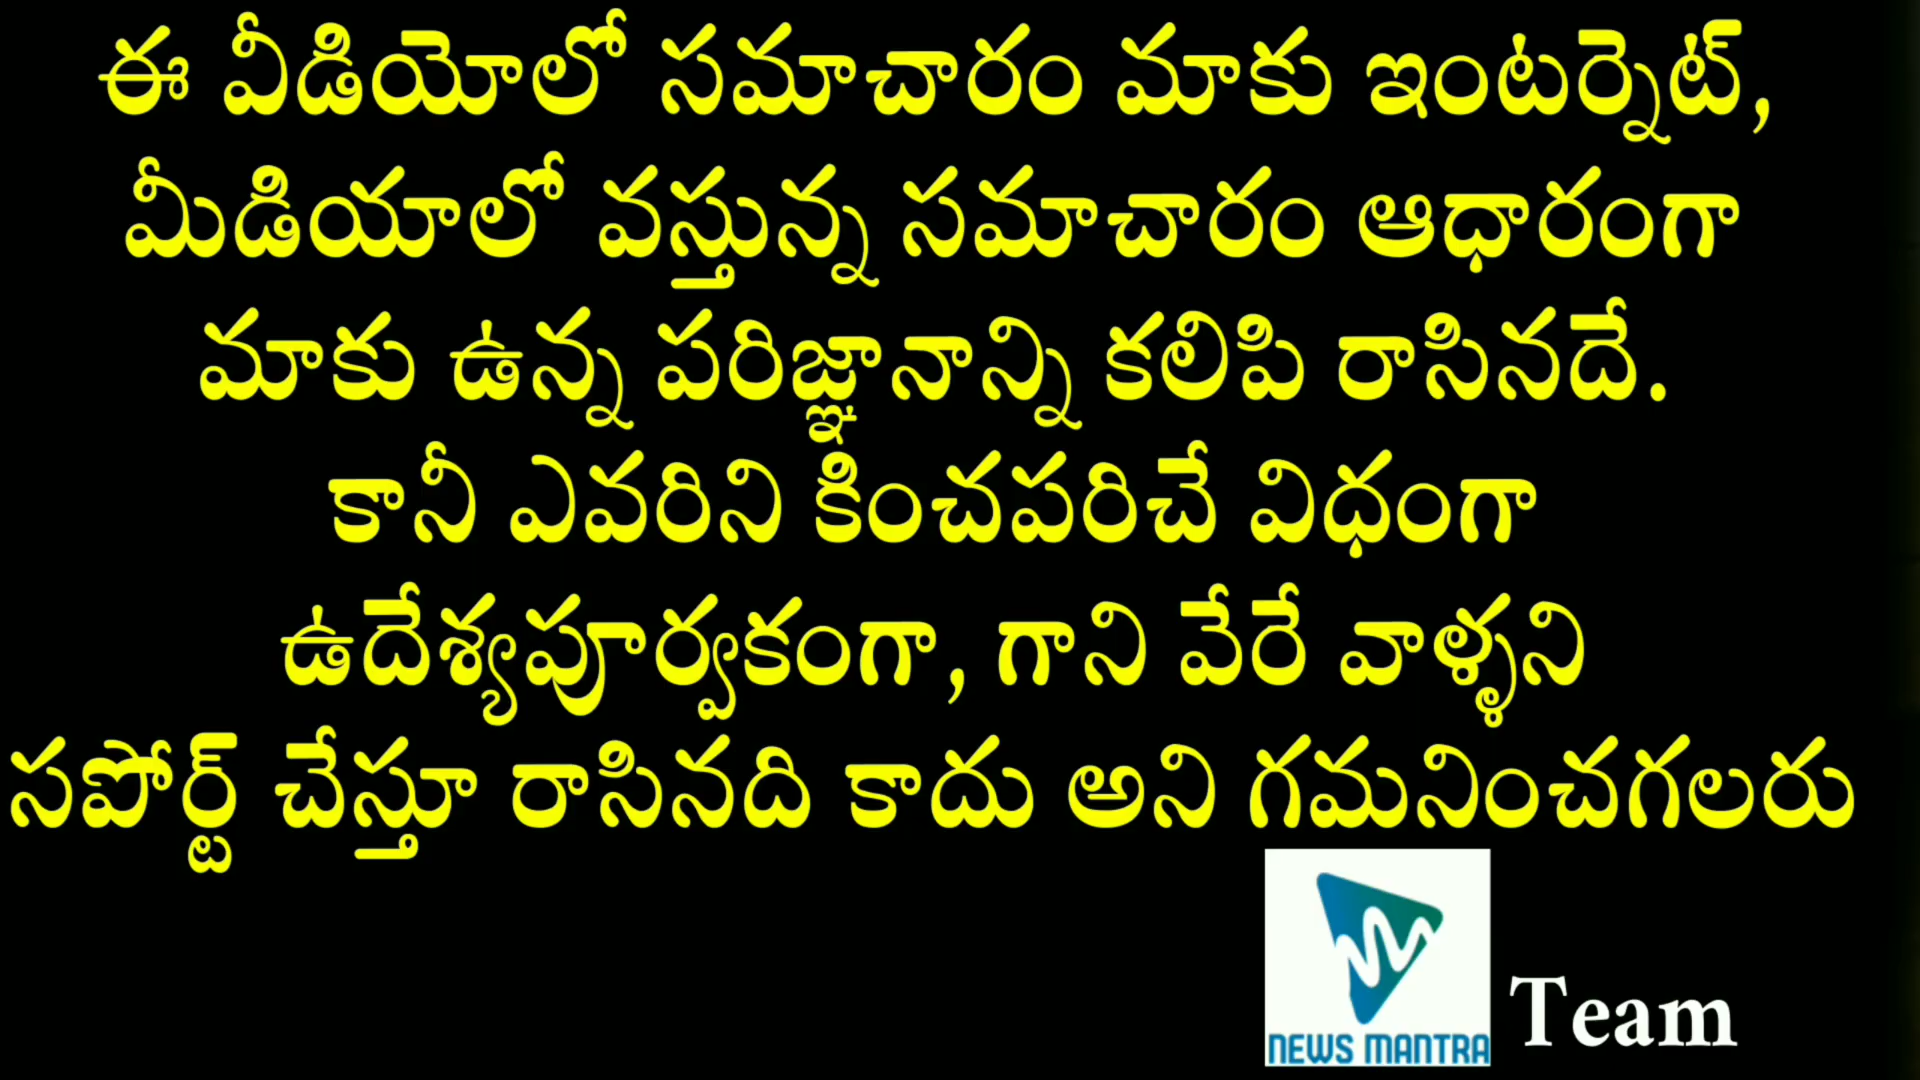 ఈ వీడియోలో సమాచారం మాకు ఇంటర్నెట్,
మీడియాలో వస్తున్న సమాచారం ఆధారంగా
మాకు ఉన్న పరిజ్ఞానాన్ని కలిపి రాసినదే.
కానీ ఎవరిని కించపరిచే విధంగా
ఉదేశ్యపూర్వకంగా, గాని వేరే వాళ్ళని
సపోర్ట్ చేస్తూ రాసినది కాదు అని గమనించగలరు
NEWS MANTRA Team